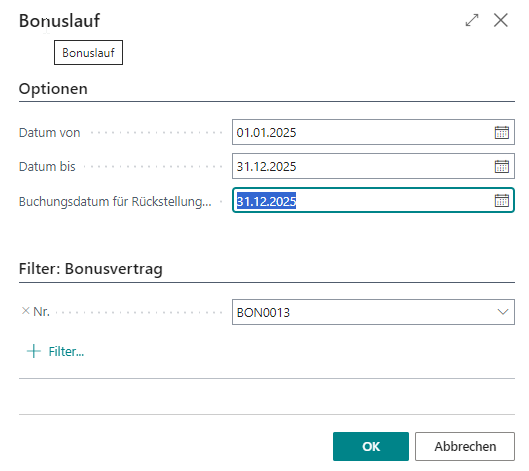 Bonuslauf
Bonuslauf
Optionen
Datum von 01.01.2025
Datum bis 31.12.2025
Buchungsdatum für Rückstellung... 31.12.2025
Filter: Bonusvertrag
× Nr. BON0013
+ Filter...
OK Abbrechen